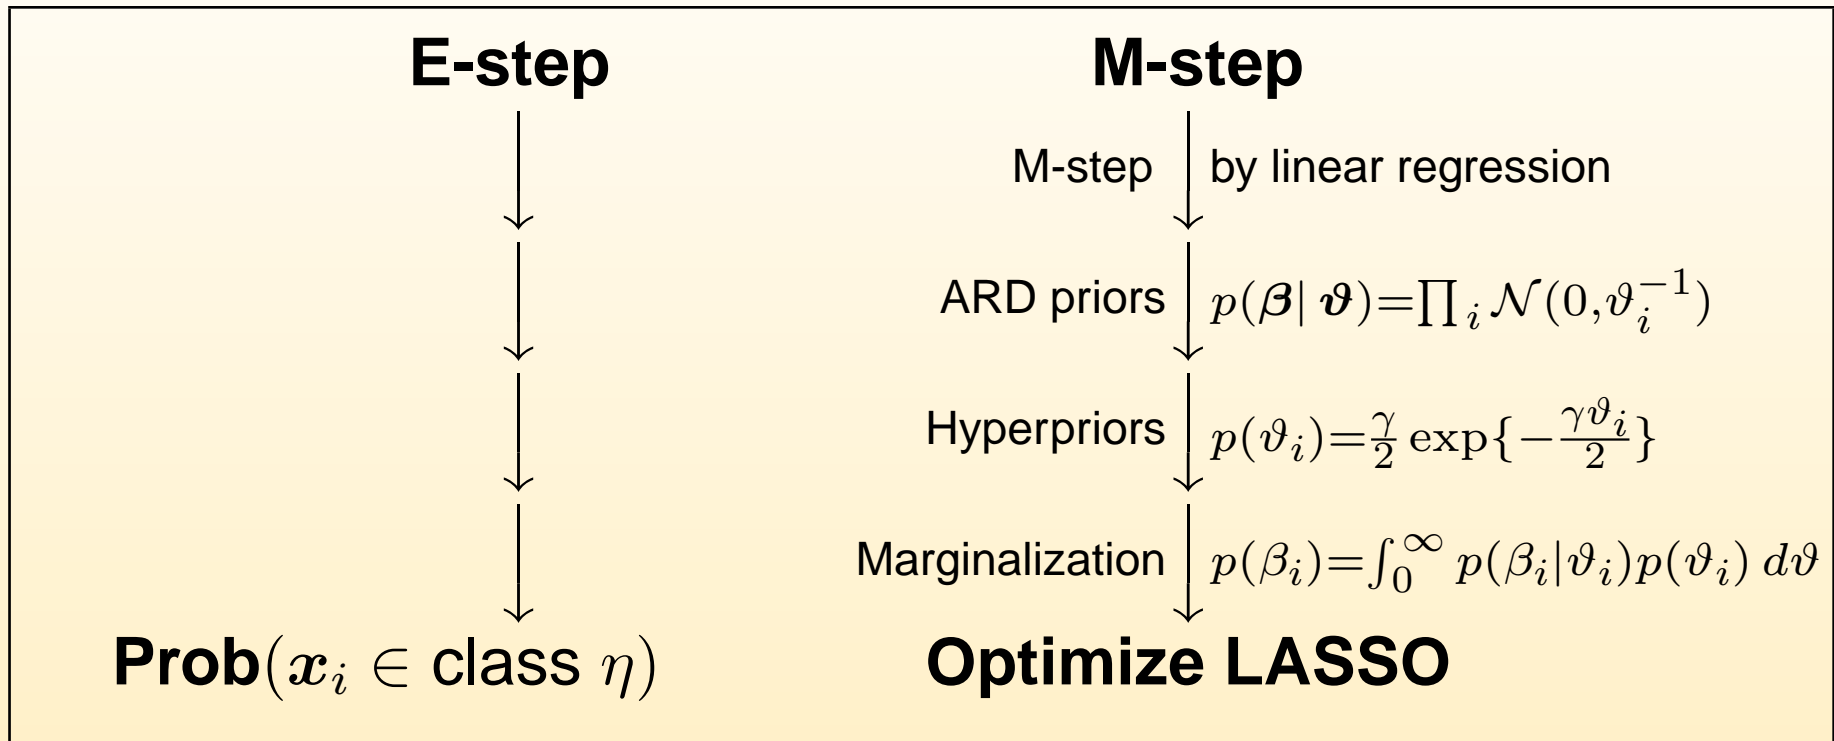 E-step M-step
M-step by linear regression
ARD priors p(β| ϑ)=∏_i 𝒩(0,ϑ_i^{-1})
Hyperpriors p(ϑ_i)=γ/2 exp{−γϑ_i/2}
Marginalization p(β_i)=∫_0^∞ p(β_i|ϑ_i)p(ϑ_i) dϑ
Prob(x_i ∈ class η) Optimize LASSO